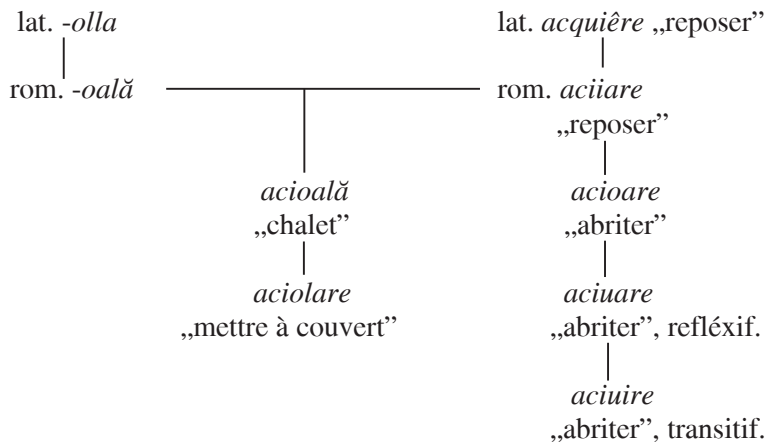 lat. -olla
lat. acquiêre „reposer”
rom. -oală
rom. aciiare
„reposer”
acioală
„chalet”
acioare
„abriter”
aciolare
„mettre à couvert”
aciuare
„abriter”, refléxif.
aciuire
„abriter”, transitif.